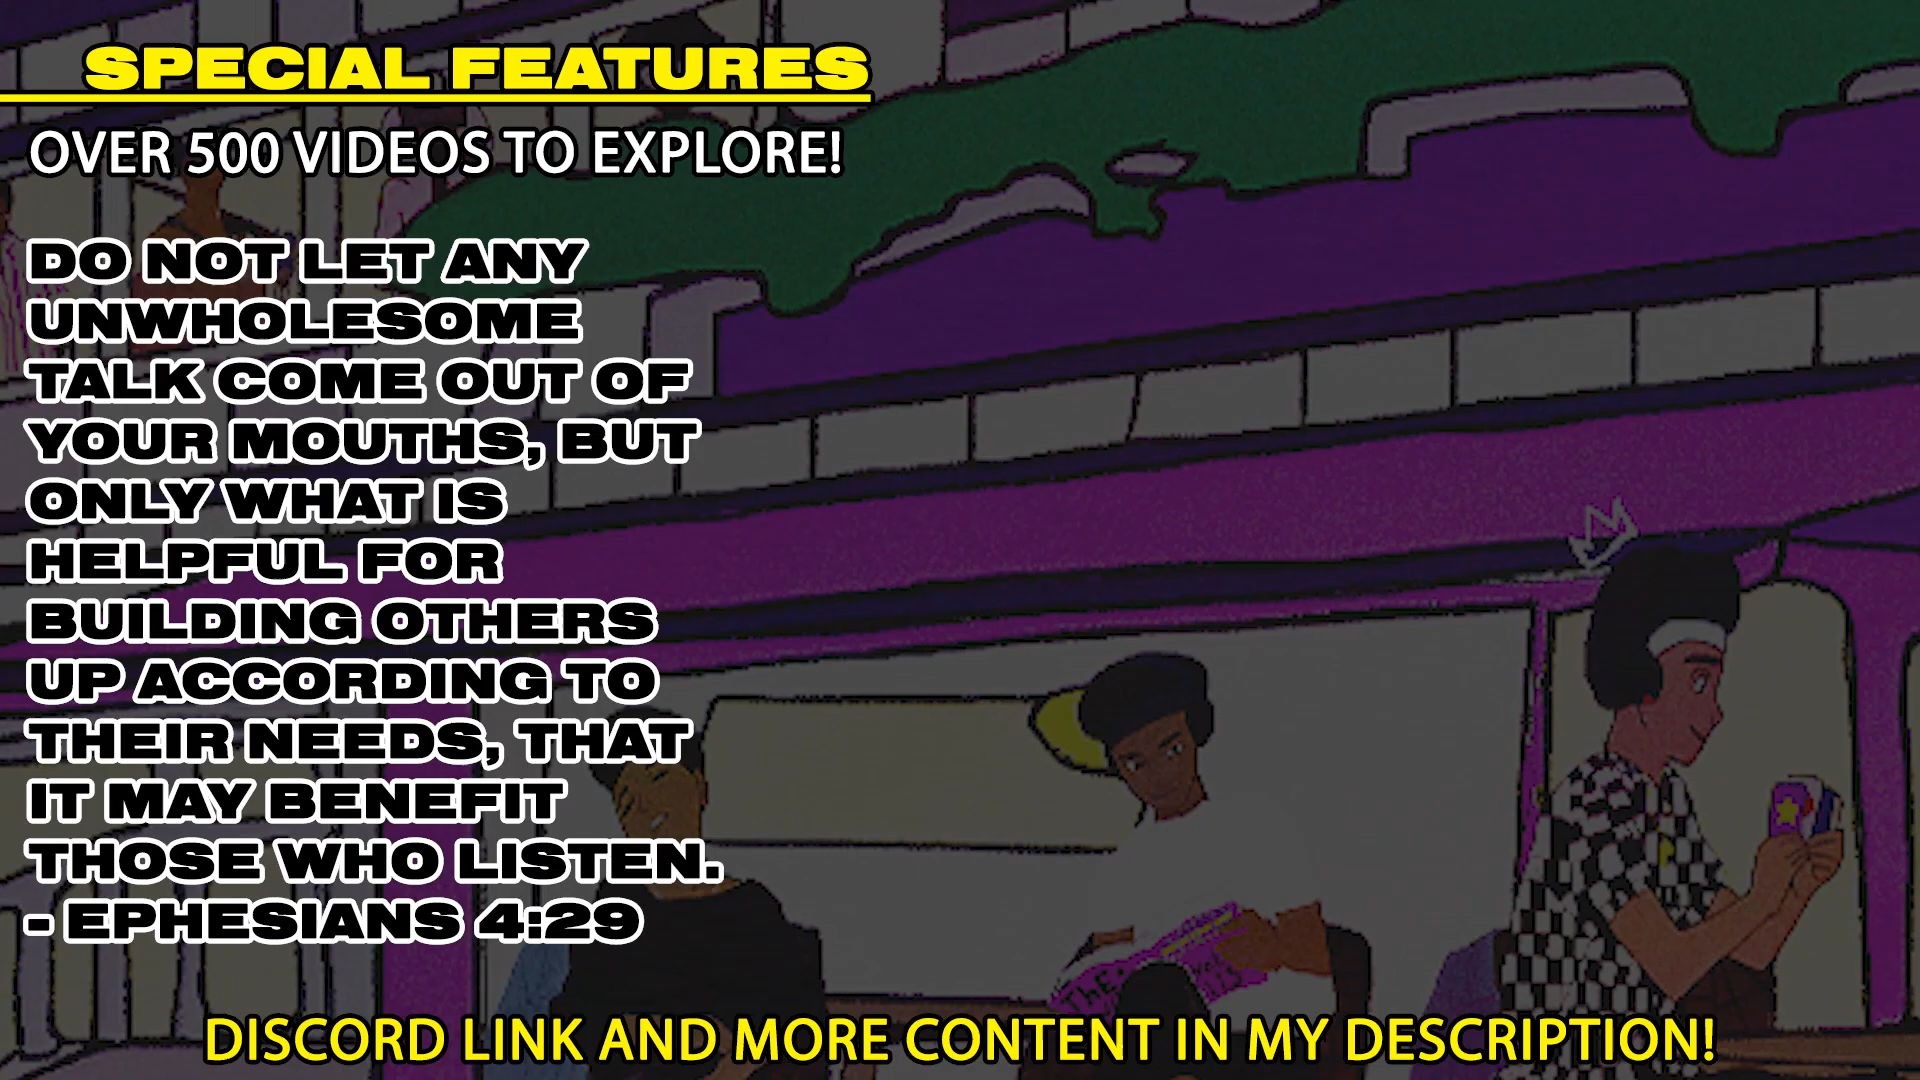 SPECIAL FEATURES
OVER 500 VIDEOS TO EXPLORE!
DO NOT LET ANY
UNWHOLESOME
TALK COME OUT OF
YOUR MOUTHS, BUT
ONLY WHAT IS
HELPFUL FOR
BUILDING OTHERS
UP ACCORDING TO
THEIR NEEDS, THAT
IT MAY BENEFIT
THOSE WHO LISTEN.
- EPHESIANS 4:29
THE
DISCORD LINK AND MORE CONTENT IN MY DESCRIPTION!